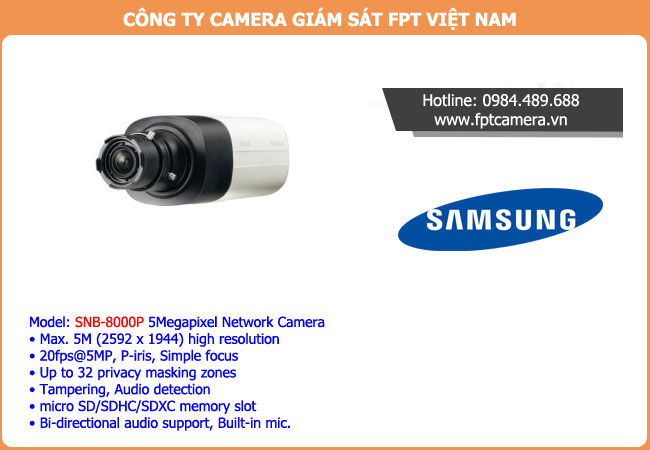 CÔNG TY CAMERA GIÁM SÁT FPT VIỆT NAM
Hotline: 0984.489.688
www.fptcamera.vn
SAMSUNG
Model: SNB-8000P 5Megapixel Network Camera
• Max. 5M (2592 x 1944) high resolution
• 20fps@5MP, P-iris, Simple focus
• Up to 32 privacy masking zones
• Tampering, Audio detection
• micro SD/SDHC/SDXC memory slot
• Bi-directional audio support, Built-in mic.